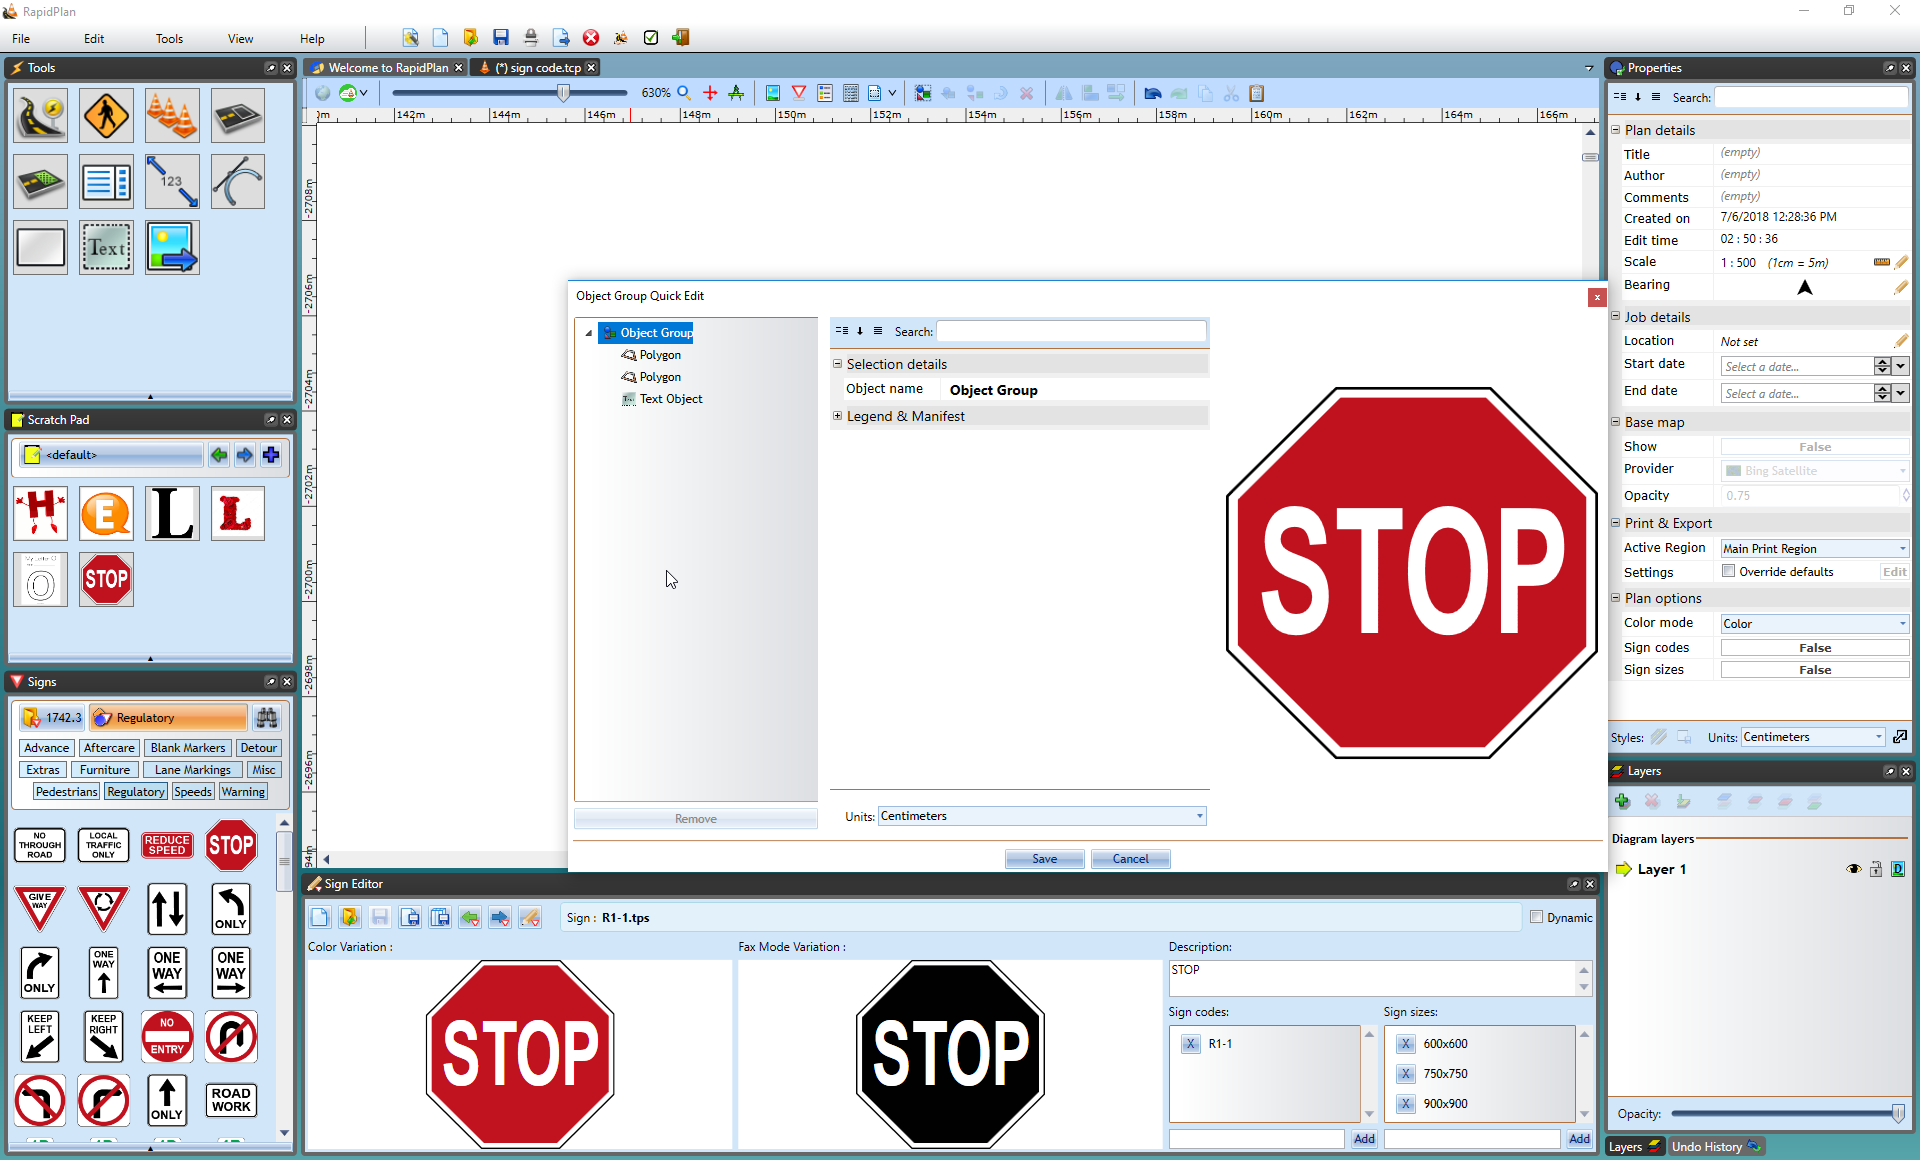 RapidPlan
File Edit Tools View Help
Tools
Welcome to RapidPlan
(*) sign code.tcp
Properties
630%
Search:
142m 144m 146m 148m 150m 152m 154m 156m 158m 160m 162m 164m 166m
-2708m
-2706m
-2704m
-2702m
-2700m
-2698m
-2696m
123
Text
Plan details
Title (empty)
Author (empty)
Comments (empty)
Created on 7/6/2018 12:28:36 PM
Edit time 02 : 50 : 36
Scale 1 : 500 (1cm = 5m)
Bearing
Job details
Location Not set
Start date Select a date...
End date Select a date...
Base map
Show False
Provider Bing Satellite
Opacity 0.75
Print & Export
Active Region Main Print Region
Settings Override defaults Edit
Plan options
Color mode Color
Sign codes False
Sign sizes False
Styles: Units: Centimeters
Object Group Quick Edit
Object Group
Polygon
Polygon
Text Object
Remove
Search:
Selection details
Object name Object Group
Legend & Manifest
Units: Centimeters
Save Cancel
STOP
Scratch Pad
<default>
H E L L
My Letter O
O
STOP
Signs
1742.3 Regulatory
Advance Aftercare Blank Markers Detour
Extras Furniture Lane Markings Misc
Pedestrians Regulatory Speeds Warning
NO THROUGH ROAD
LOCAL TRAFFIC ONLY
REDUCE SPEED
STOP
GIVE WAY
ONLY
ONLY
ONE WAY
ONE WAY
ONE WAY
KEEP LEFT
KEEP RIGHT
NO ENTRY
ONLY
ROAD WORK
Layers
Diagram layers
Layer 1
Opacity:
Layers Undo History
Sign Editor
Sign : R1-1.tps
Dynamic
Color Variation :
Fax Mode Variation :
Description:
STOP
STOP
STOP
Sign codes:
X R1-1
Add
Sign sizes:
X 600x600
X 750x750
X 900x900
Add